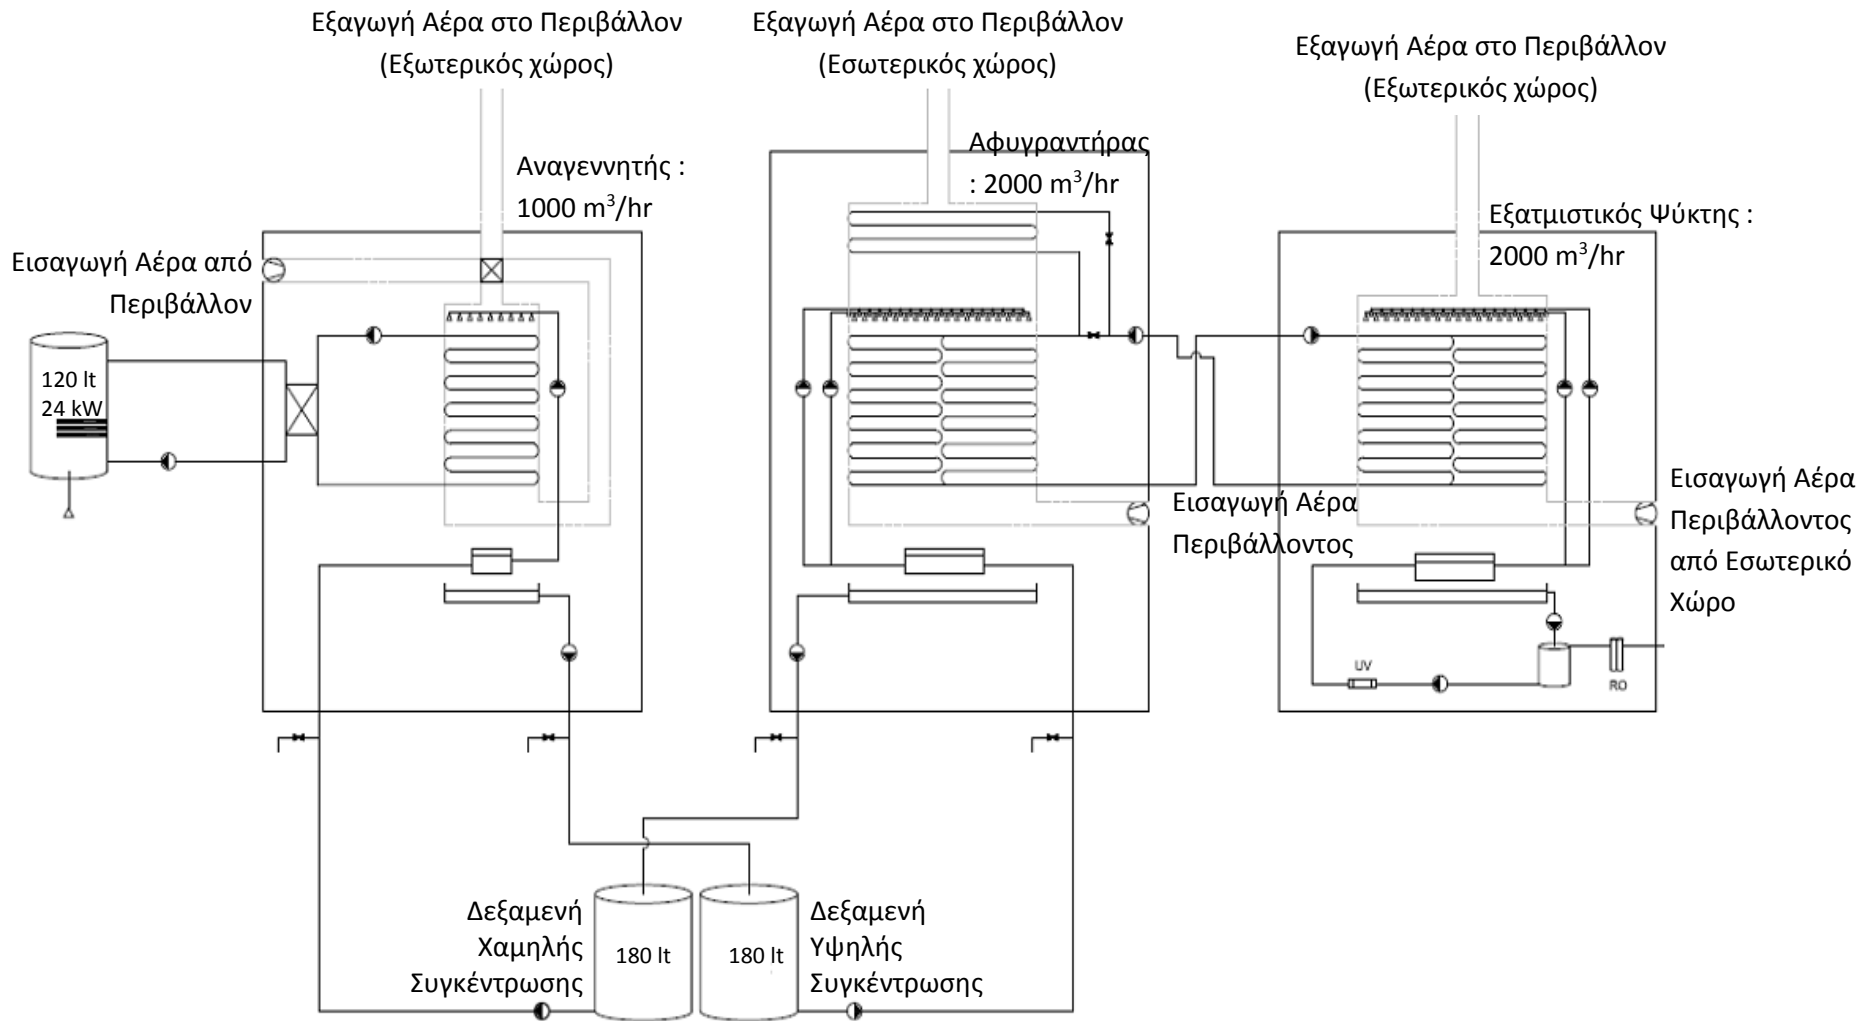 Εξαγωγή Αέρα στο Περιβάλλον
(Εξωτερικός χώρος)
Εξαγωγή Αέρα στο Περιβάλλον
(Εσωτερικός χώρος)
Εξαγωγή Αέρα στο Περιβάλλον
(Εξωτερικός χώρος)
Αναγεννητής :
1000 m³/hr
Αφυγραντήρας
: 2000 m³/hr
Εξατμιστικός Ψύκτης :
2000 m³/hr
Εισαγωγή Αέρα από
Περιβάλλον
120 lt
24 kW
Εισαγωγή Αέρα
Περιβάλλοντος
Εισαγωγή Αέρα
Περιβάλλοντος
από Εσωτερικό
Χώρο
UV
RO
Δεξαμενή
Χαμηλής
Συγκέντρωσης
180 lt
180 lt
Δεξαμενή
Υψηλής
Συγκέντρωσης